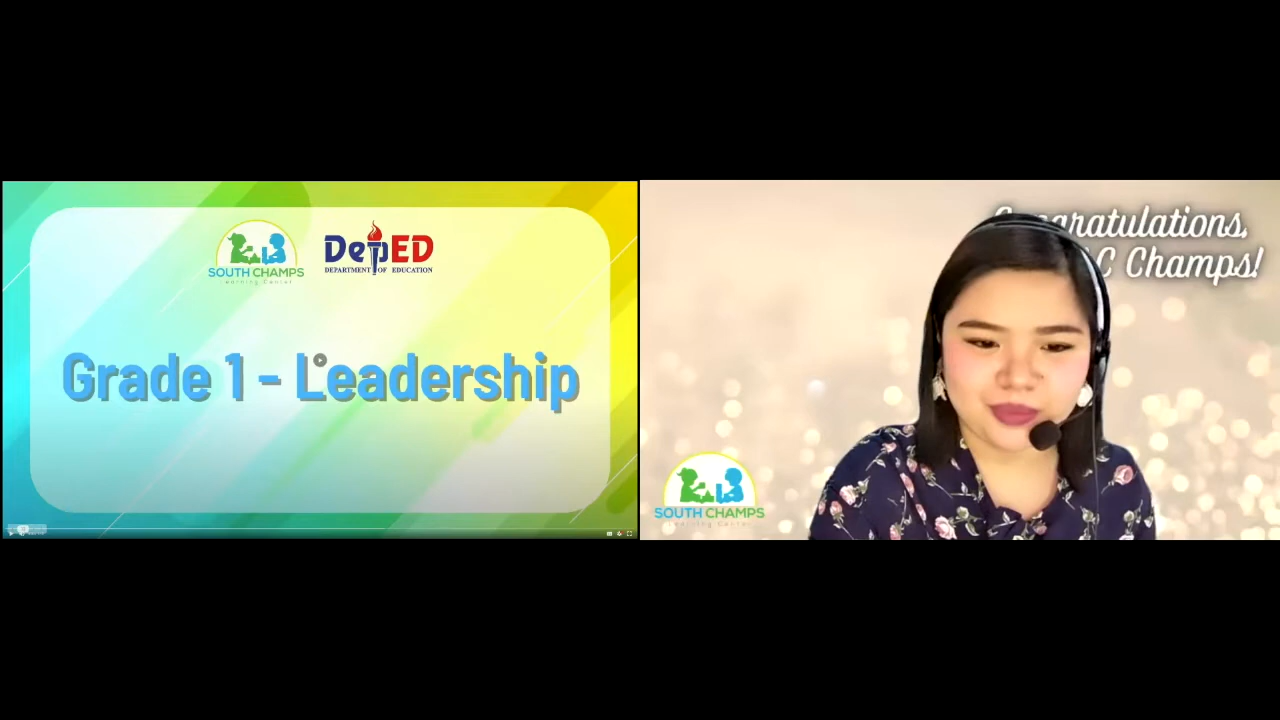 SOUTH CHAMPS
Learning Center
DepED
DEPARTMENT OF EDUCATION
Grade 1 - Leadership
Congratulations,
C Champs!
SOUTH CHAMPS
Learning Center